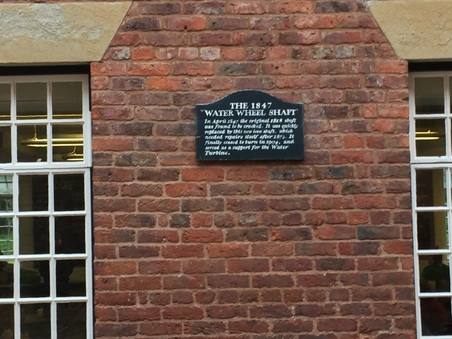 THE 1847
WATER WHEEL SHAFT
In April 1847 the original 1818 shaft
was found to be cracked. It was quickly
replaced by this new iron shaft, which
needed repairs itself after 1875. It
finally ceased to turn in 1904, and
served as a support for the Water
Turbine.